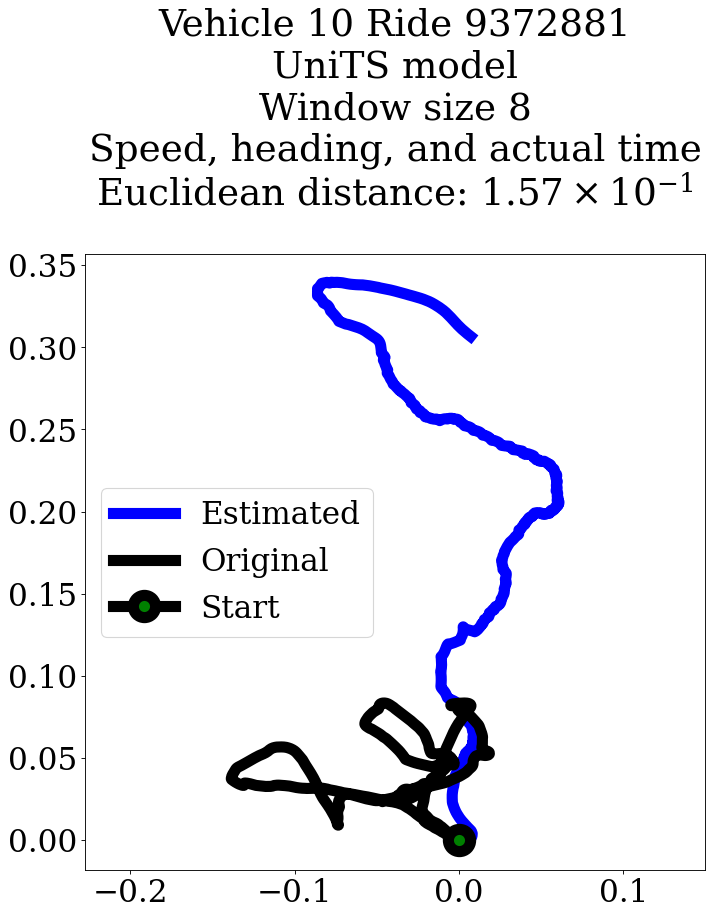 Vehicle 10 Ride 9372881
UniTS model
Window size 8
Speed, heading, and actual time
Euclidean distance: 1.57 × 10⁻¹
0.35
0.30
0.25
0.20
0.15
0.10
0.05
0.00
Estimated
Original
Start
−0.2 −0.1 0.0 0.1